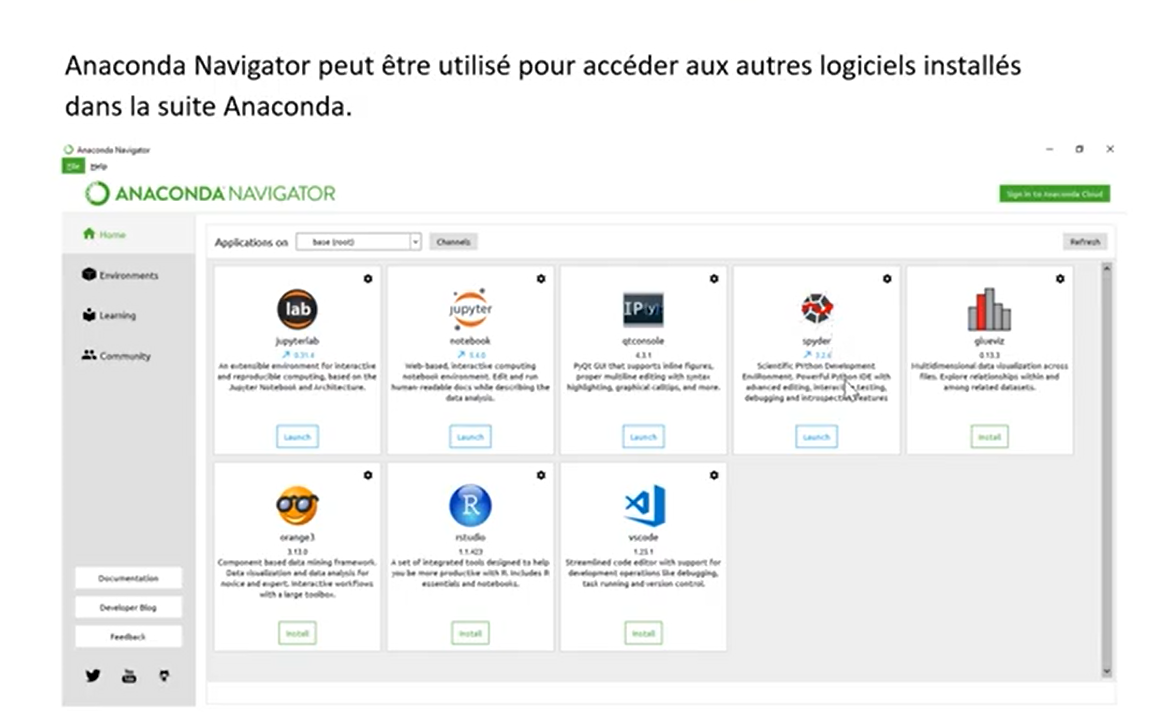 Anaconda Navigator peut être utilisé pour accéder aux autres logiciels installés
dans la suite Anaconda.
Anaconda Navigator
File Help
ANACONDA NAVIGATOR
Sign in to Anaconda Cloud
Home
Environments
Learning
Community
Applications on base (root) Channels
Refresh
lab
jupyterlab
0.31.4
An extensible environment for interactive
and reproducible computing, based on the
Jupyter Notebook and Architecture.
Launch
jupyter
notebook
5.4.0
Web-based, interactive computing
notebook environment. Edit and run
human-readable docs while describing the
data analysis.
Launch
IP[y]
qtconsole
4.3.1
PyQt GUI that supports inline figures,
proper multiline editing with syntax
highlighting, graphical calltips, and more.
Launch
spyder
3.2.6
Scientific PYthon Development
EnviRonment. Powerful Python IDE with
advanced editing, interactive testing,
debugging and introspection features
Launch
glueviz
0.13.3
Multidimensional data visualization across
files. Explore relationships within and
among related datasets.
Install
orange3
3.13.0
Component based data mining framework.
Data visualization and data analysis for
novice and expert. Interactive workflows
with a large toolbox.
Install
R
rstudio
1.1.423
A set of integrated tools designed to help
you be more productive with R. Includes R
essentials and notebooks.
Install
vscode
1.25.1
Streamlined code editor with support for
development operations like debugging,
task running and version control.
Install
Documentation
Developer Blog
Feedback
You
Tube